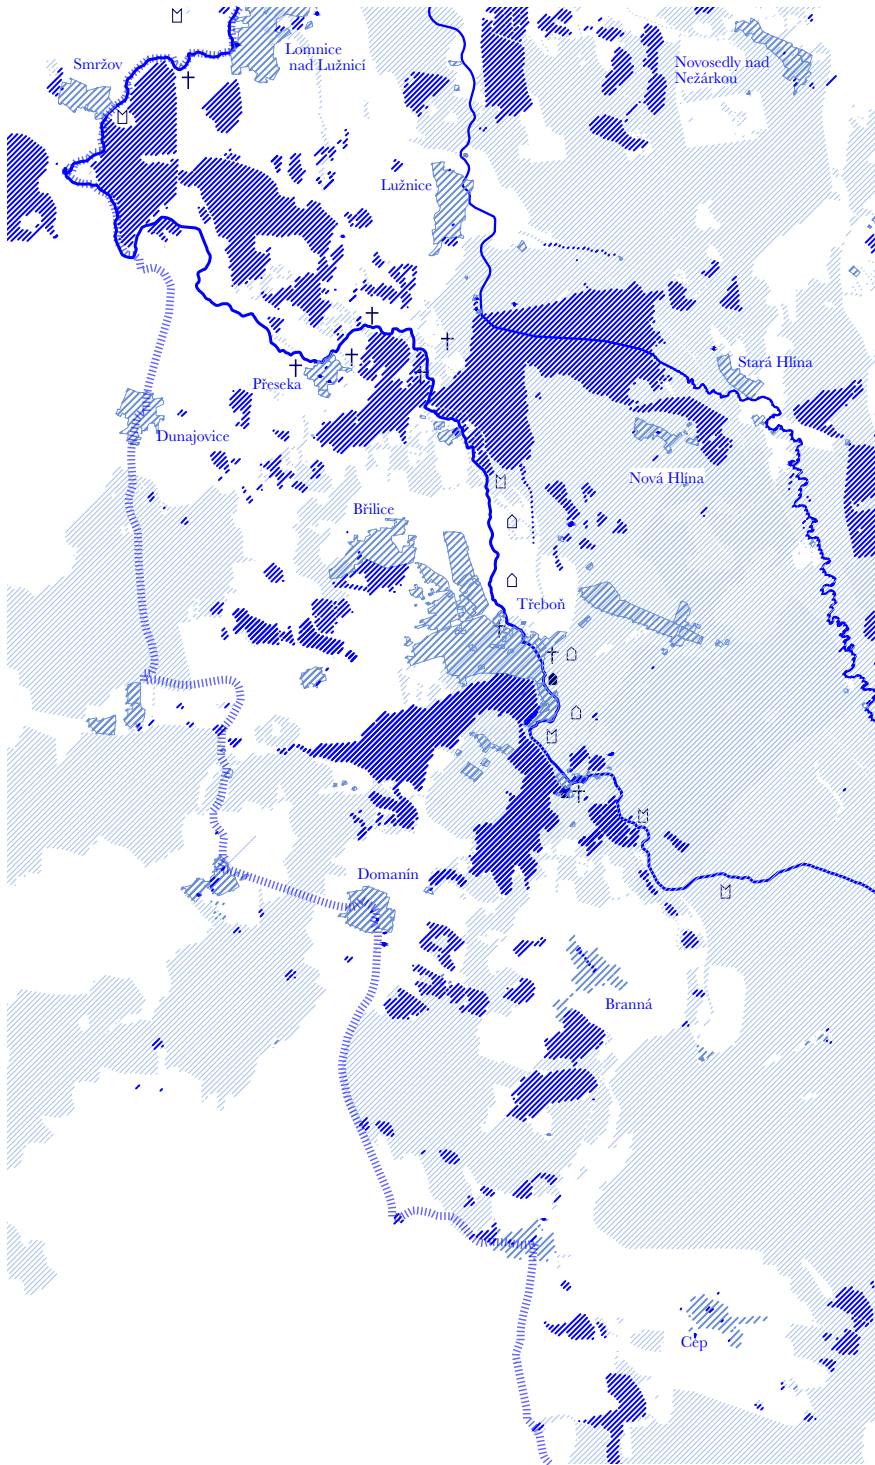 Lomnice
nad Lužnicí
Smržov
Novosedly nad
Nežárkou
Lužnice
Stará Hlína
Přeseka
Dunajovice
Nová Hlína
Břilice
Třeboň
Domanín
Branná
Cep